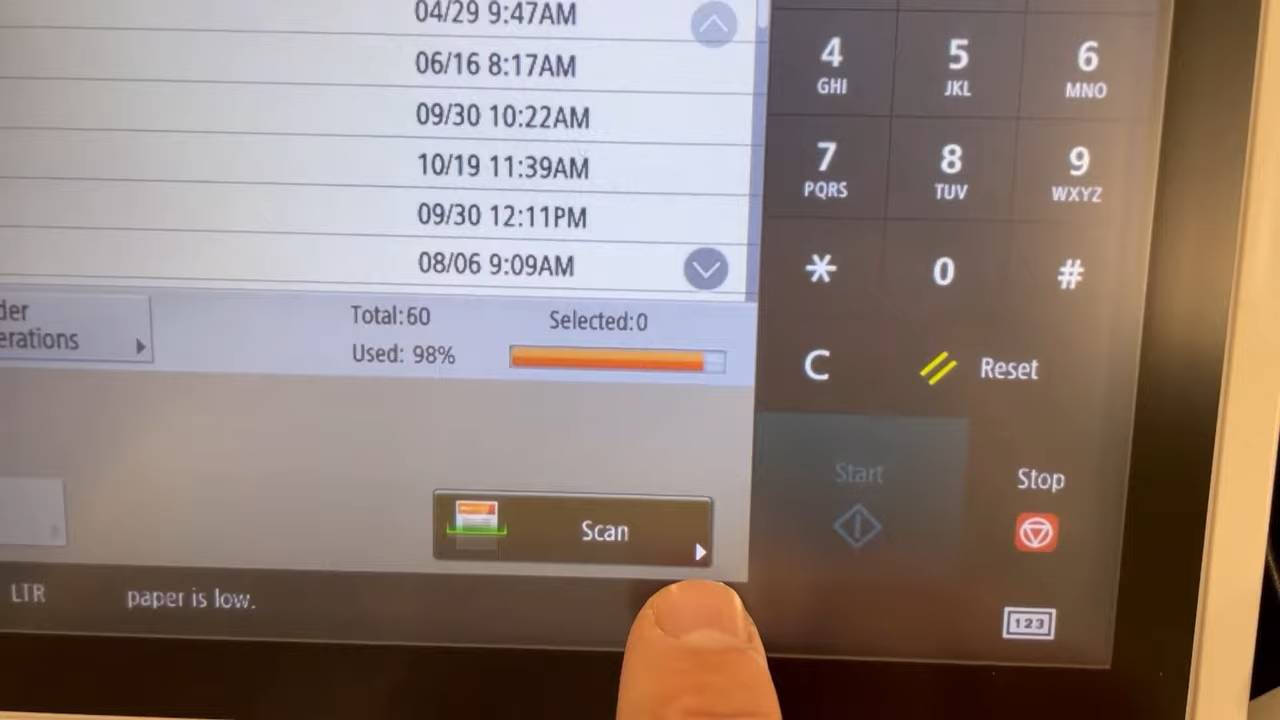 04/29 9:47AM
06/16 8:17AM
09/30 10:22AM
10/19 11:39AM
09/30 12:11PM
08/06 9:09AM
der
erations
Total:60
Selected:0
Used: 98%
Scan
LTR paper is low.
4 5 6
GHI JKL MNO
7 8 9
PQRS TUV WXYZ
* 0 #
C Reset
Start
Stop
123